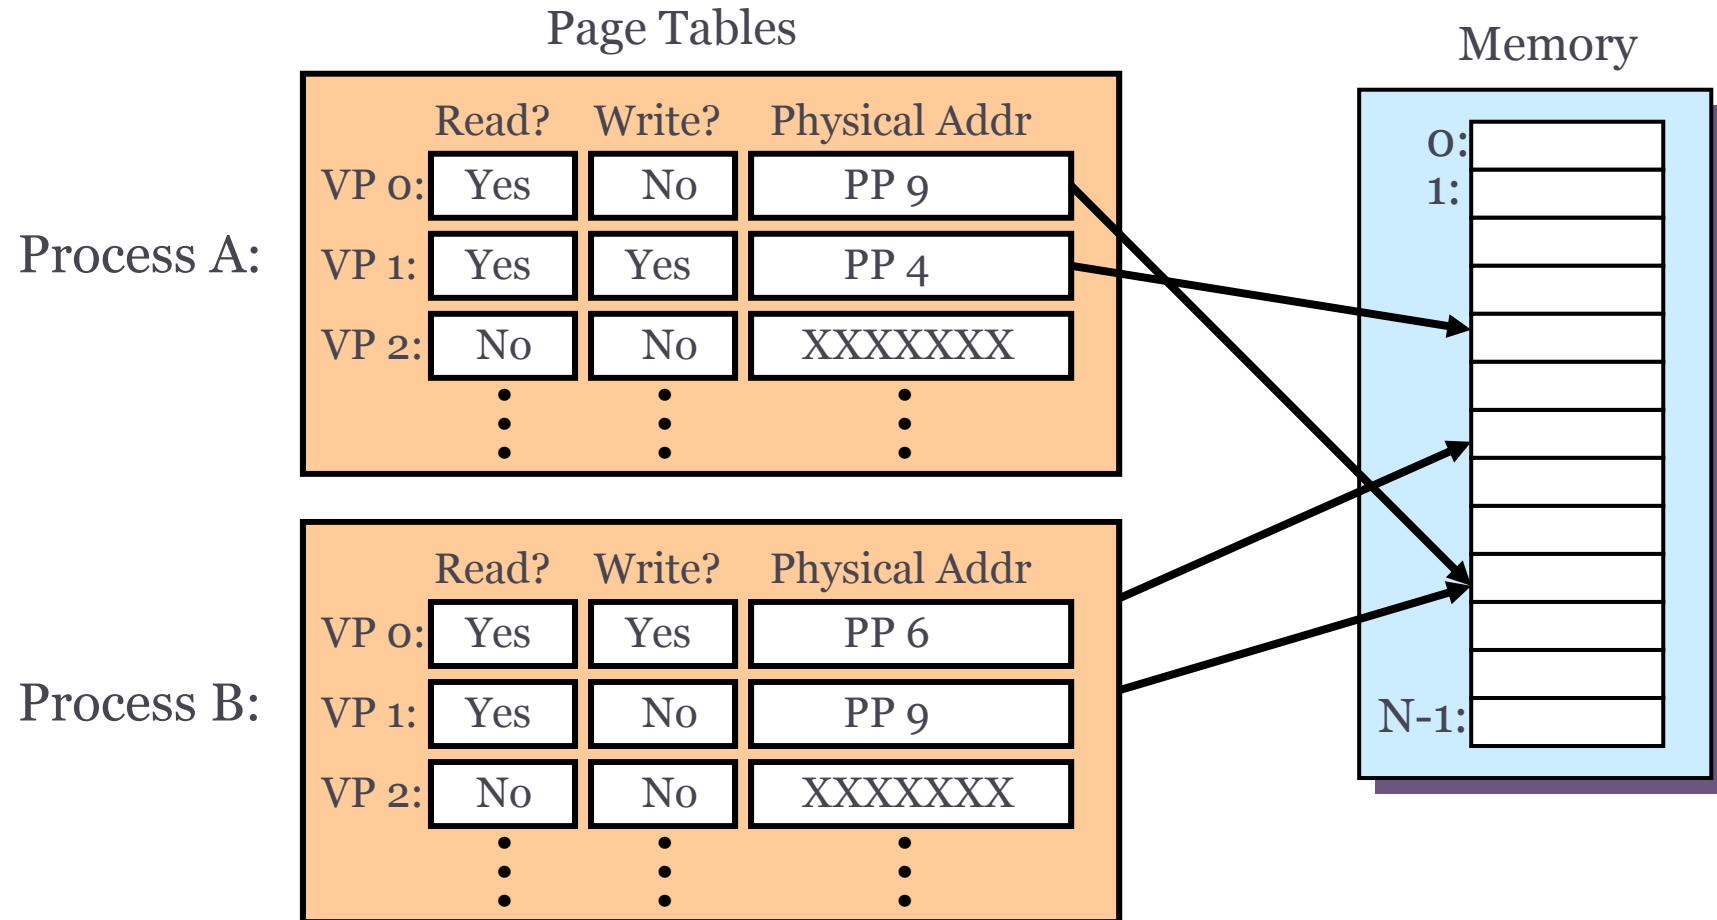 Page Tables
Memory
Process A:
Read? Write? Physical Addr
VP 0: Yes No PP 9
VP 1: Yes Yes PP 4
VP 2: No No XXXXXXX
Process B:
Read? Write? Physical Addr
VP 0: Yes Yes PP 6
VP 1: Yes No PP 9
VP 2: No No XXXXXXX
0:
1:
N-1: